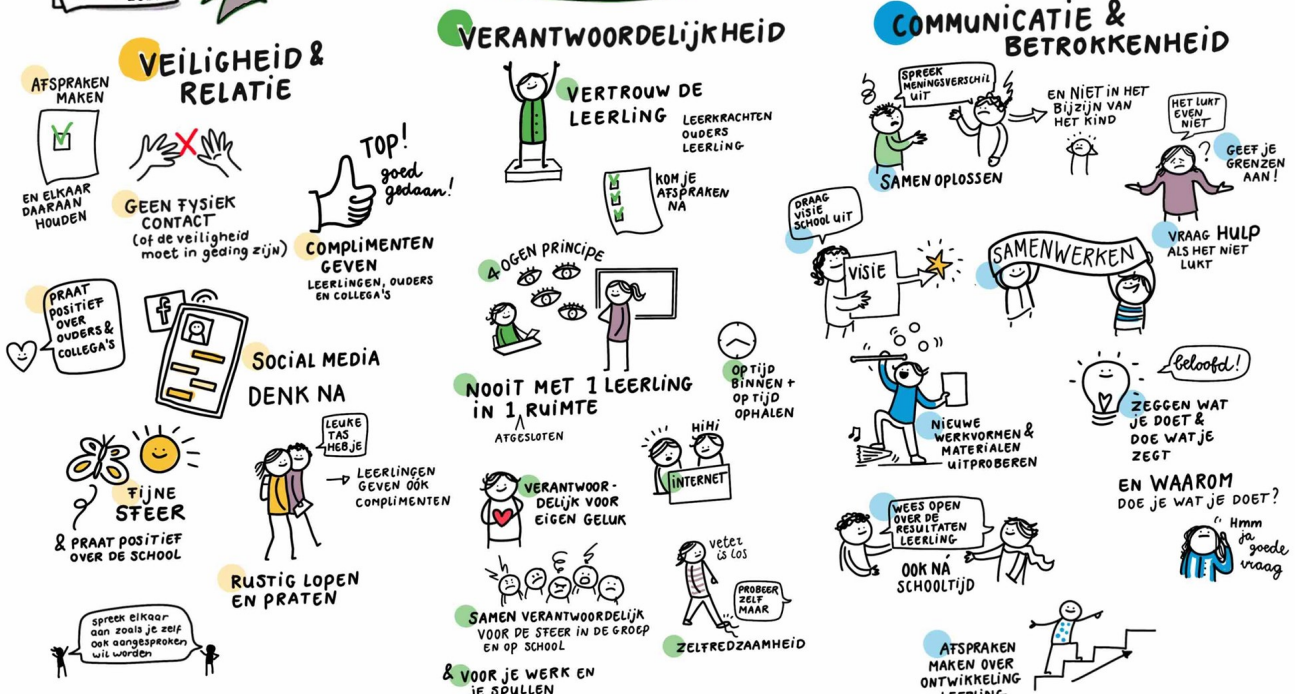 VEILIGHEID &
RELATIE
AFSPRAKEN
MAKEN
EN ELKAAR
DAARAAN
HOUDEN
GEEN FYSIEK
CONTACT
(of de veiligheid
moet in geding zijn)
TOP!
goed
gedaan!
COMPLIMENTEN
GEVEN
LEERLINGEN, OUDERS
EN COLLEGA'S
PRAAT
POSITIEF
OVER
OUDERS &
COLLEGA'S
f
SOCIAL MEDIA
DENK NA
FIJNE
SFEER
& PRAAT POSITIEF
OVER DE SCHOOL
LEUKE
TAS
HEB JE
LEERLINGEN
GEVEN OÓK
COMPLIMENTEN
RUSTIG LOPEN
EN PRATEN
spreek elkaar
aan zoals je zelf
ook aangesproken
wil worden
VERANTWOORDELIJKHEID
VERTROUW DE
LEERLING
LEERKRACHTEN
OUDERS
LEERLING
KOM JE
AFSPRAKEN
NA
4 OGEN PRINCIPE
NOOIT MET 1 LEERLING
IN 1 RUIMTE
AFGESLOTEN
OP TIJD
BINNEN +
OP TIJD
OPHALEN
HiHi
INTERNET
VERANTWOOR-
DELIJK VOOR
EIGEN GELUK
SAMEN VERANTWOORDELIJK
VOOR DE SFEER IN DE GROEP
EN OP SCHOOL
veter
is los
PROBEER
ZELF
MAAR
ZELFREDZAAMHEID
& VOOR JE WERK EN
JE SPULLEN
COMMUNICATIE &
BETROKKENHEID
SPREEK
MENINGSVERSCHIL
UIT
EN NIET IN HET
BIJZIJN VAN
HET KIND
SAMEN OPLOSSEN
HET LUKT
EVEN
NIET
?
GEEF JE
GRENZEN
AAN!
VRAAG HULP
ALS HET NIET
LUKT
DRAAG
VISIE
SCHOOL UIT
VISIE
SAMENWERKEN
NIEUWE
WERKVORMEN &
MATERIALEN
UITPROBEREN
beloofd!
ZEGGEN WAT
JE DOET &
DOE WAT JE
ZEGT
EN WAAROM
DOE JE WAT JE DOET?
Hmm
ja
goede
vraag
WEES OPEN
OVER DE
RESULTATEN
LEERLING
OOK NÁ
SCHOOLTIJD
AFSPRAKEN
MAKEN OVER
ONTWIKKELING